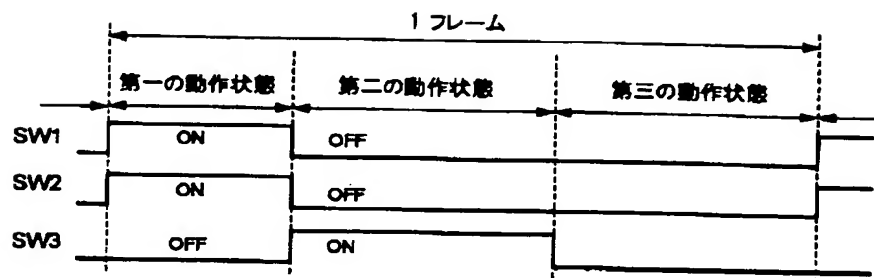 1 フレーム
第一の動作状態 第二の動作状態 第三の動作状態
SW1 ON OFF
SW2 ON OFF
SW3 OFF ON